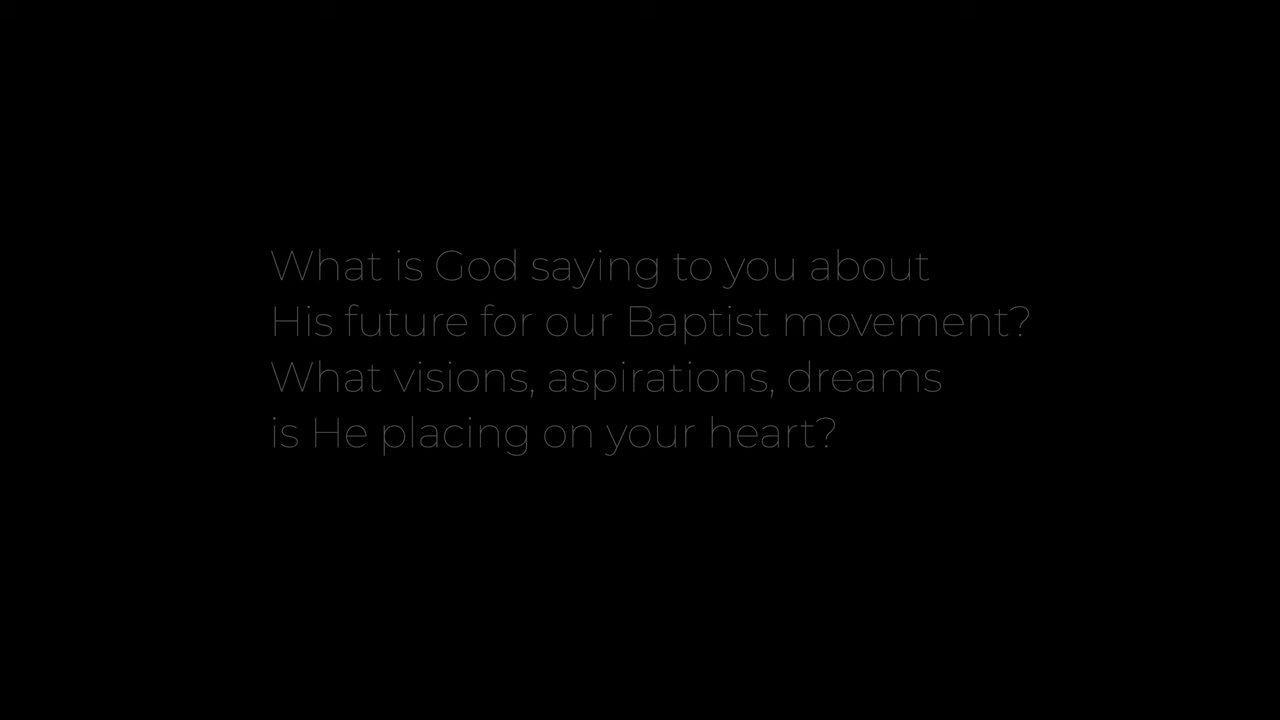 What is God saying to you about
His future for our Baptist movement?
What visions, aspirations, dreams
is He placing on your heart?